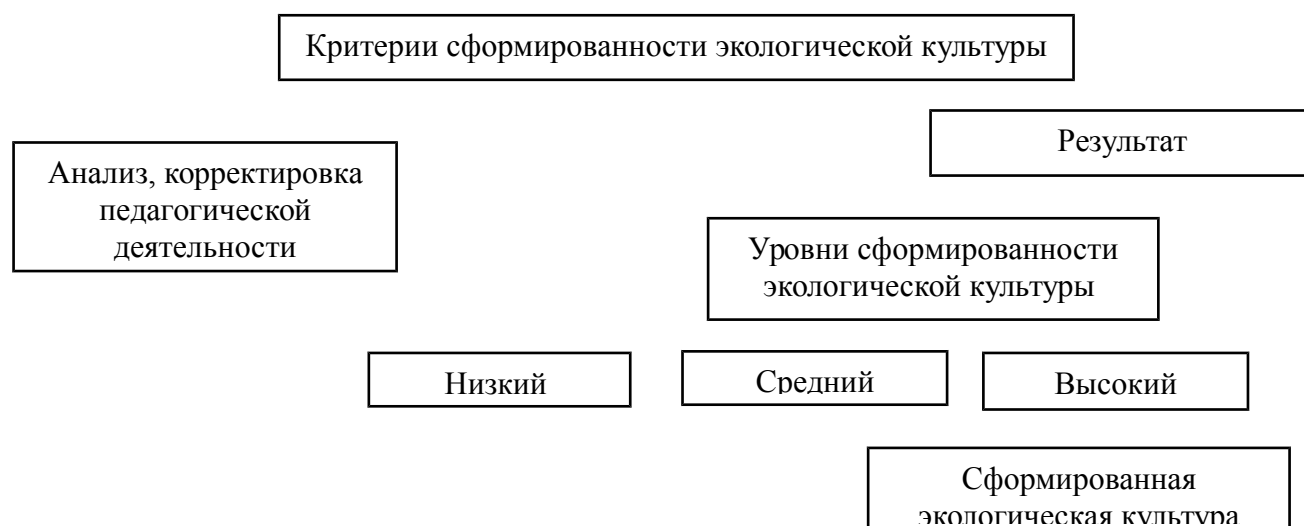 Критерии сформированности экологической культуры
Результат
Анализ, корректировка
педагогической
деятельности
Уровни сформированности
экологической культуры
Низкий
Средний
Высокий
Сформированная
экологическая культура